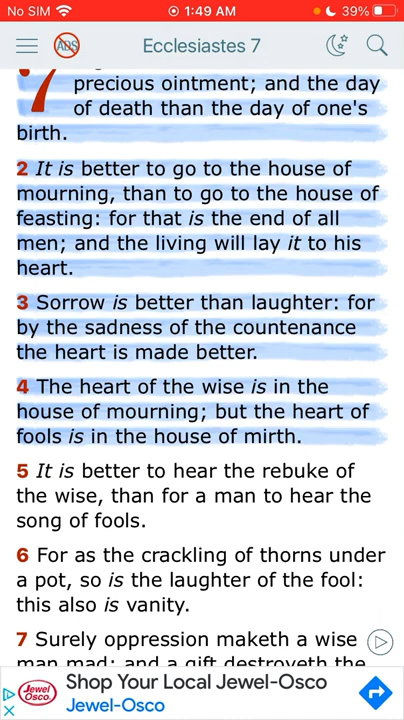 No SIM 1:49 AM 39%
ADS Ecclesiastes 7
7 precious ointment; and the day
of death than the day of one's
birth.
2 It is better to go to the house of
mourning, than to go to the house of
feasting: for that is the end of all
men; and the living will lay it to his
heart.
3 Sorrow is better than laughter: for
by the sadness of the countenance
the heart is made better.
4 The heart of the wise is in the
house of mourning; but the heart of
fools is in the house of mirth.
5 It is better to hear the rebuke of
the wise, than for a man to hear the
song of fools.
6 For as the crackling of thorns under
a pot, so is the laughter of the fool:
this also is vanity.
7 Surely oppression maketh a wise
man mad; and a gift destroyeth the
Jewel Osco. Shop Your Local Jewel-Osco
Jewel-Osco